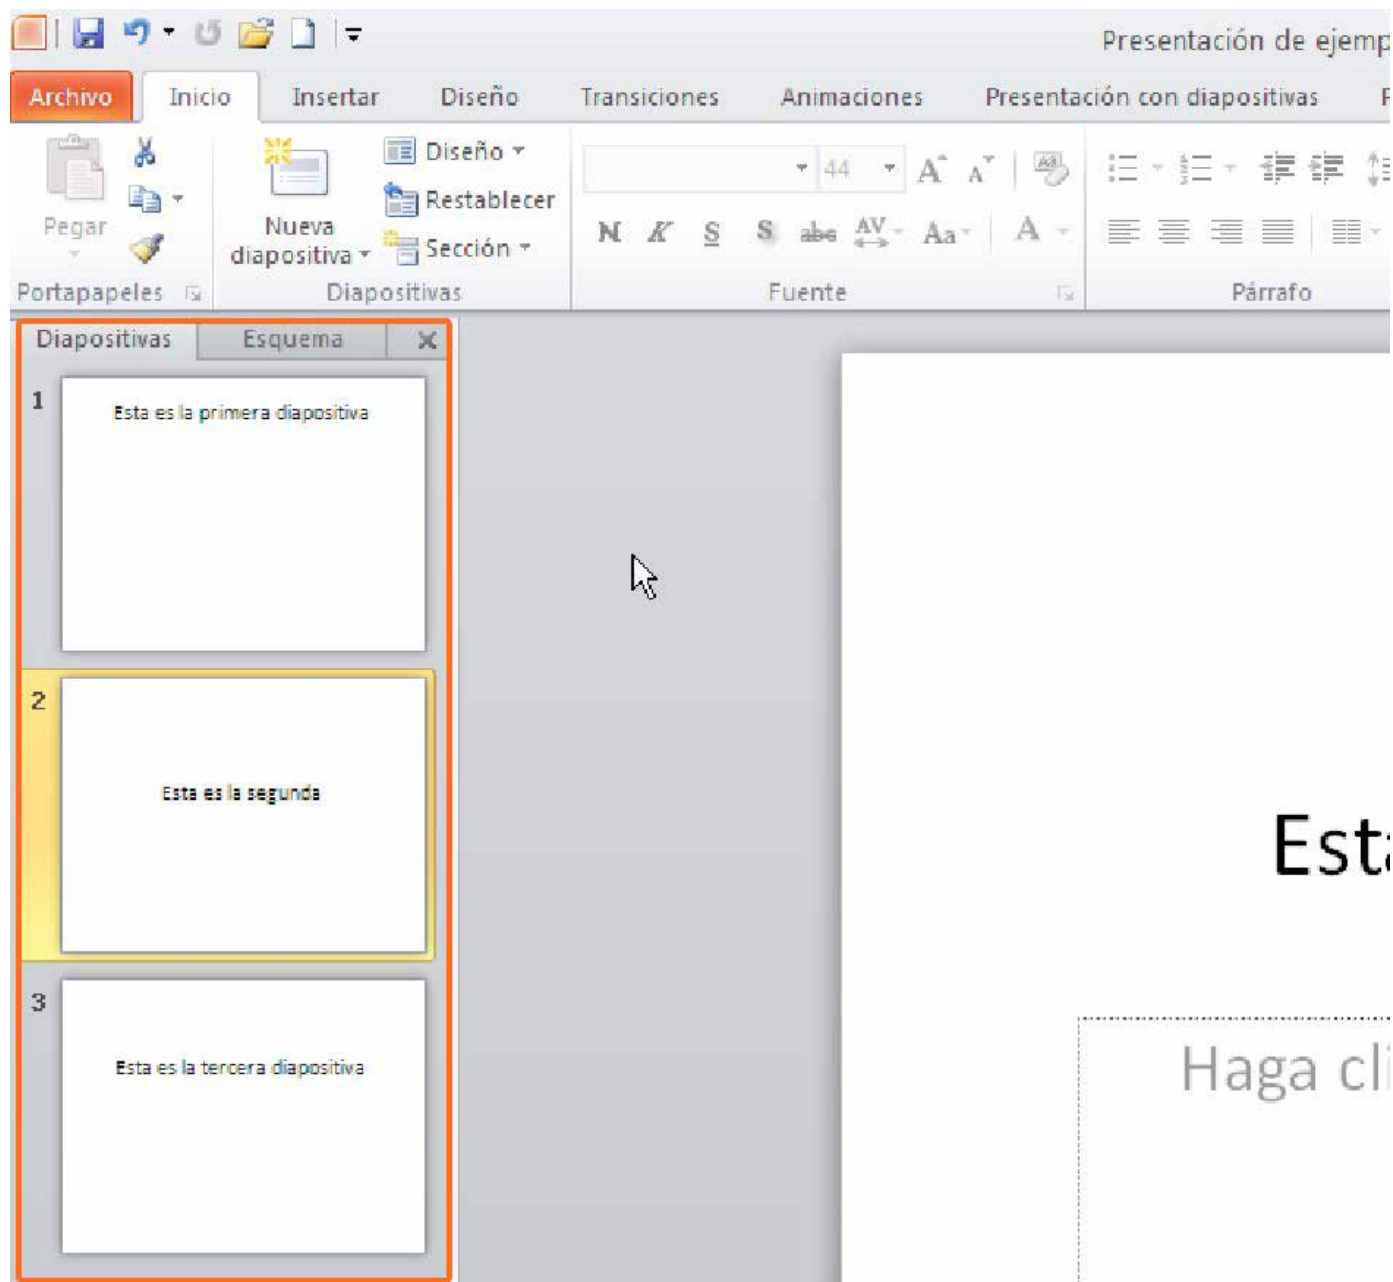 Presentación de ejemp
Archivo Inicio Insertar Diseño Transiciones Animaciones Presentación con diapositivas
Pegar
Nueva diapositiva
Diseño
Restablecer
Sección
44 A A Aa
N K S S abc AV Aa A
Portapapeles Diapositivas Fuente Párrafo
Diapositivas Esquema
1
Esta es la primera diapositiva
2
Esta es la segunda
3
Esta es la tercera diapositiva
Esta
Haga cli